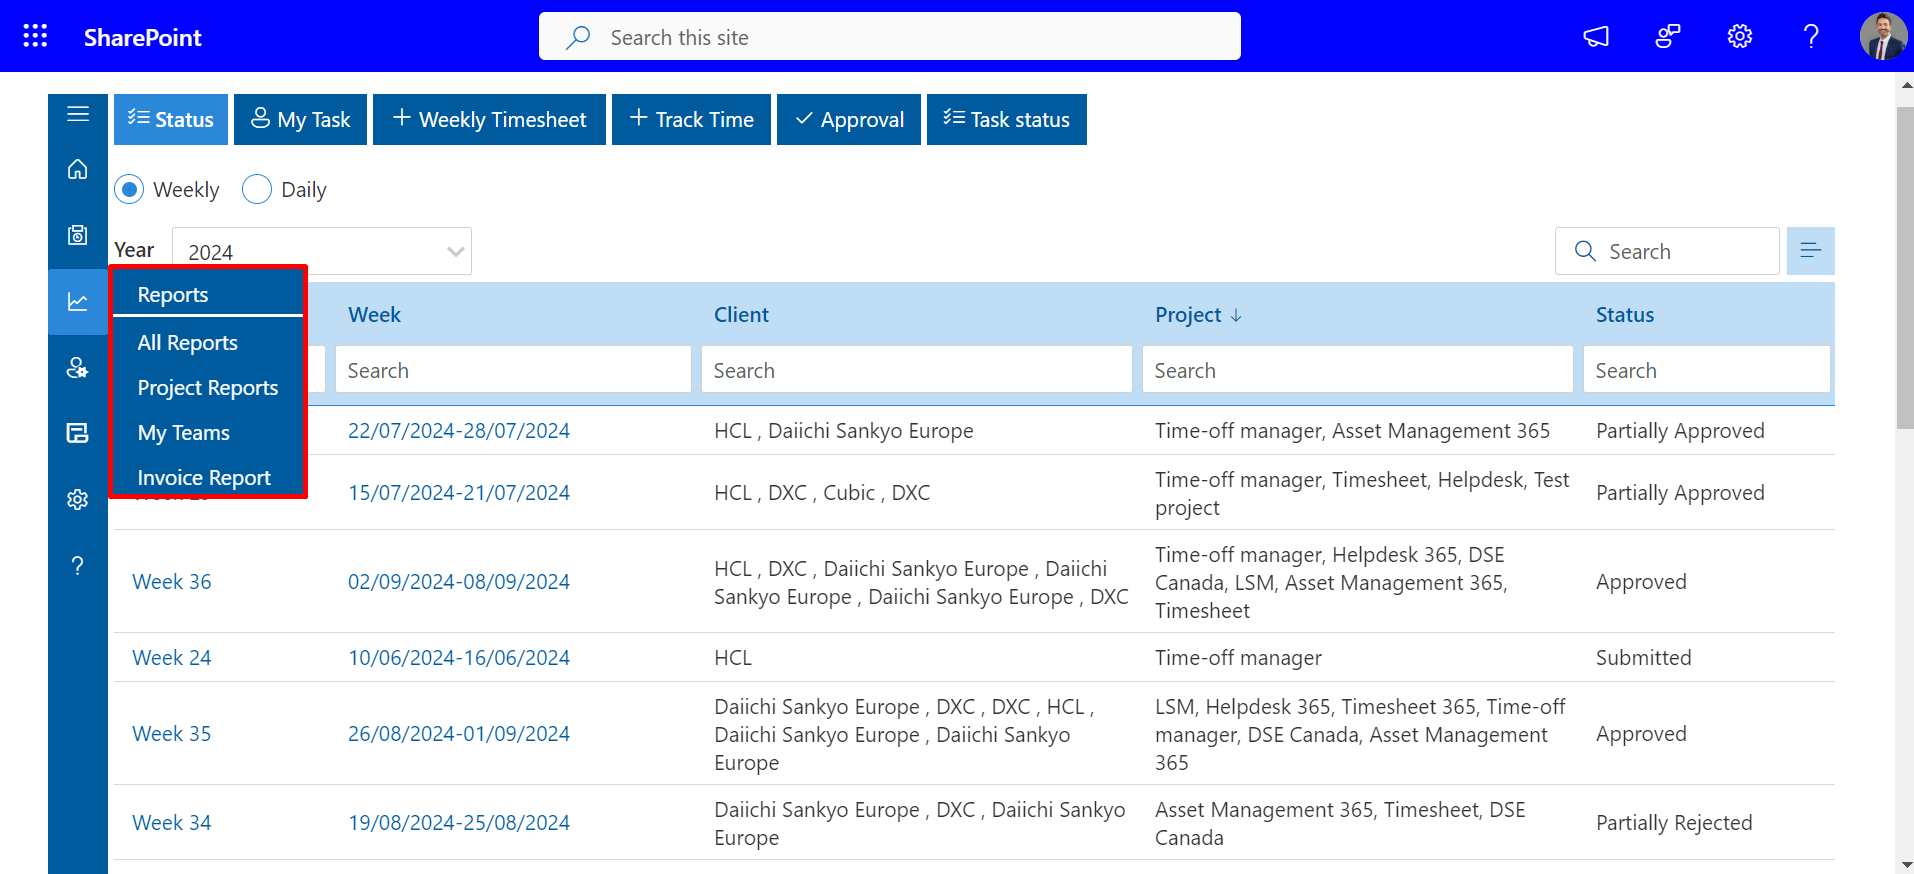 SharePoint
Search this site
Status
My Task
Weekly Timesheet
Track Time
Approval
Task status
Weekly
Daily
Year
2024
Search
Reports
All Reports
Project Reports
My Teams
Invoice Report
Week
Client
Project
Status
Search
Search
Search
Search
22/07/2024-28/07/2024
HCL , Daiichi Sankyo Europe
Time-off manager, Asset Management 365
Partially Approved
15/07/2024-21/07/2024
HCL , DXC , Cubic , DXC
Time-off manager, Timesheet, Helpdesk, Test
project
Partially Approved
Week 36
02/09/2024-08/09/2024
HCL , DXC , Daiichi Sankyo Europe , Daiichi
Sankyo Europe , Daiichi Sankyo Europe , DXC
Time-off manager, Helpdesk 365, DSE
Canada, LSM, Asset Management 365,
Timesheet
Approved
Week 24
10/06/2024-16/06/2024
HCL
Time-off manager
Submitted
Week 35
26/08/2024-01/09/2024
Daiichi Sankyo Europe , DXC , DXC , HCL ,
Daiichi Sankyo Europe , Daiichi Sankyo
Europe
LSM, Helpdesk 365, Timesheet 365, Time-off
manager, DSE Canada, Asset Management
365
Approved
Week 34
19/08/2024-25/08/2024
Daiichi Sankyo Europe , DXC , Daiichi Sankyo
Europe
Asset Management 365, Timesheet, DSE
Canada
Partially Rejected